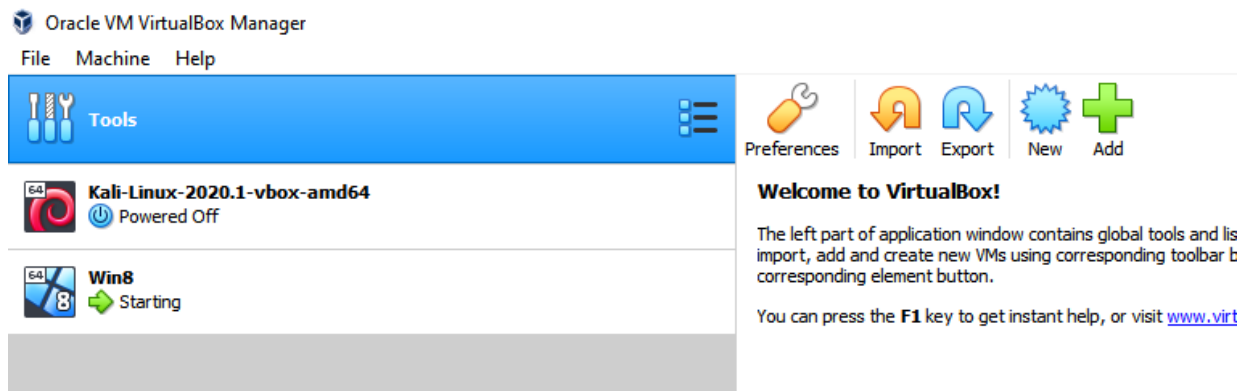 Oracle VM VirtualBox Manager
File Machine Help
Tools
Preferences Import Export New Add
64
Kali-Linux-2020.1-vbox-amd64
Powered Off
64
8
Win8
Starting
Welcome to VirtualBox!
The left part of application window contains global tools and lis
import, add and create new VMs using corresponding toolbar b
corresponding element button.
You can press the F1 key to get instant help, or visit www.virt